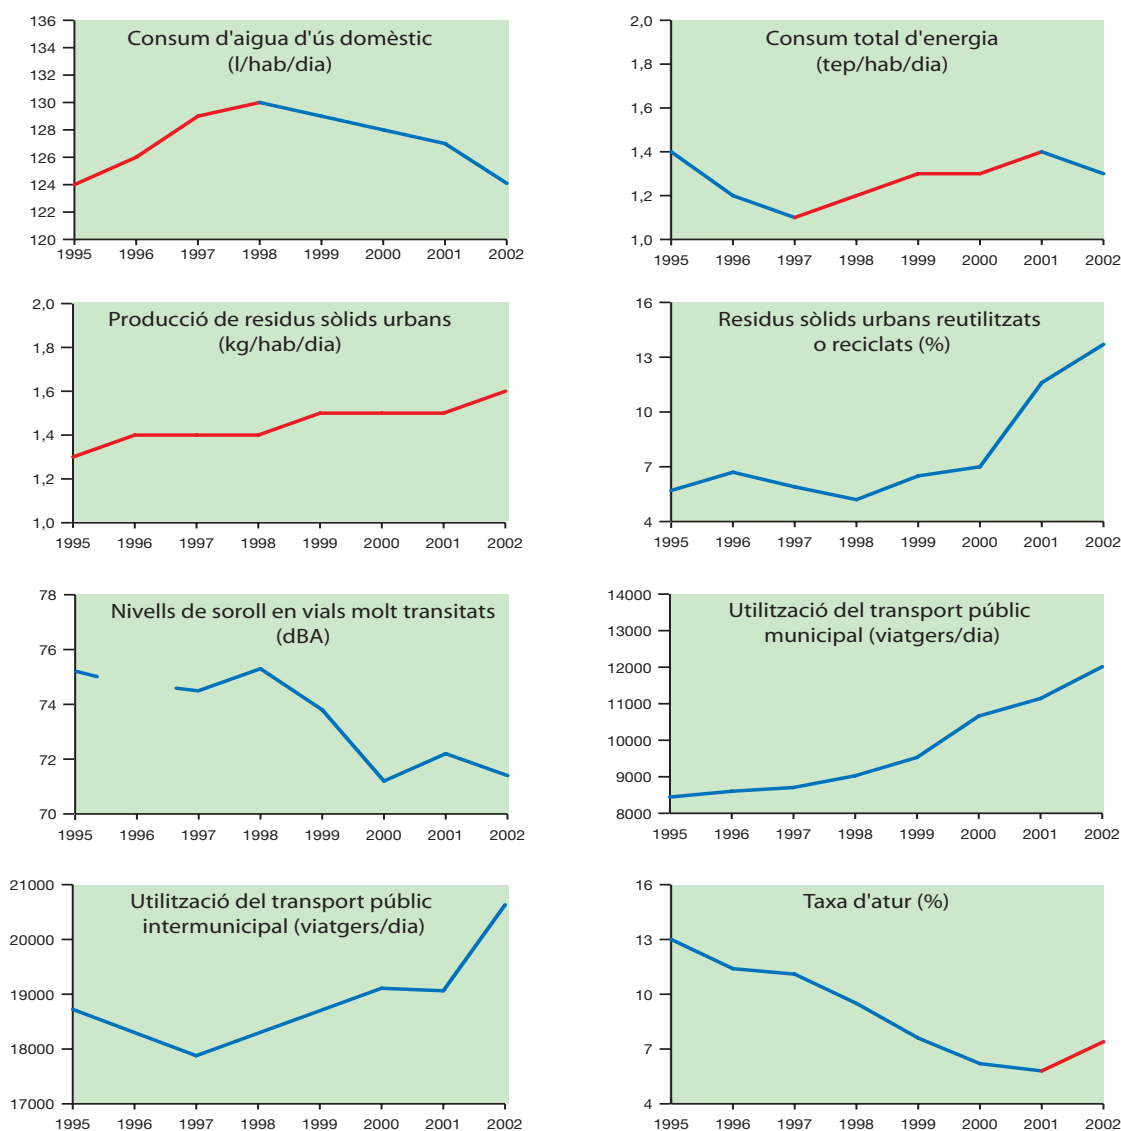 Consum d'aigua d'ús domèstic
(l/hab/dia)
136
134
132
130
128
126
124
122
120
1995 1996 1997 1998 1999 2000 2001 2002
Consum total d'energia
(tep/hab/dia)
2,0
1,8
1,6
1,4
1,2
1,0
1995 1996 1997 1998 1999 2000 2001 2002
Producció de residus sòlids urbans
(kg/hab/dia)
2,0
1,8
1,6
1,4
1,2
1,0
1995 1996 1997 1998 1999 2000 2001 2002
Residus sòlids urbans reutilitzats
o reciclats (%)
16
13
10
7
4
1995 1996 1997 1998 1999 2000 2001 2002
Nivells de soroll en vials molt transitats
(dBA)
78
76
74
72
70
1995 1996 1997 1998 1999 2000 2001 2002
Utilització del transport públic
municipal (viatgers/dia)
14000
13000
12000
11000
10000
9000
8000
1995 1996 1997 1998 1999 2000 2001 2002
Utilització del transport públic
intermunicipal (viatgers/dia)
21000
20000
19000
18000
17000
1995 1996 1997 1998 1999 2000 2001 2002
Taxa d'atur (%)
16
13
10
7
4
1995 1996 1997 1998 1999 2000 2001 2002